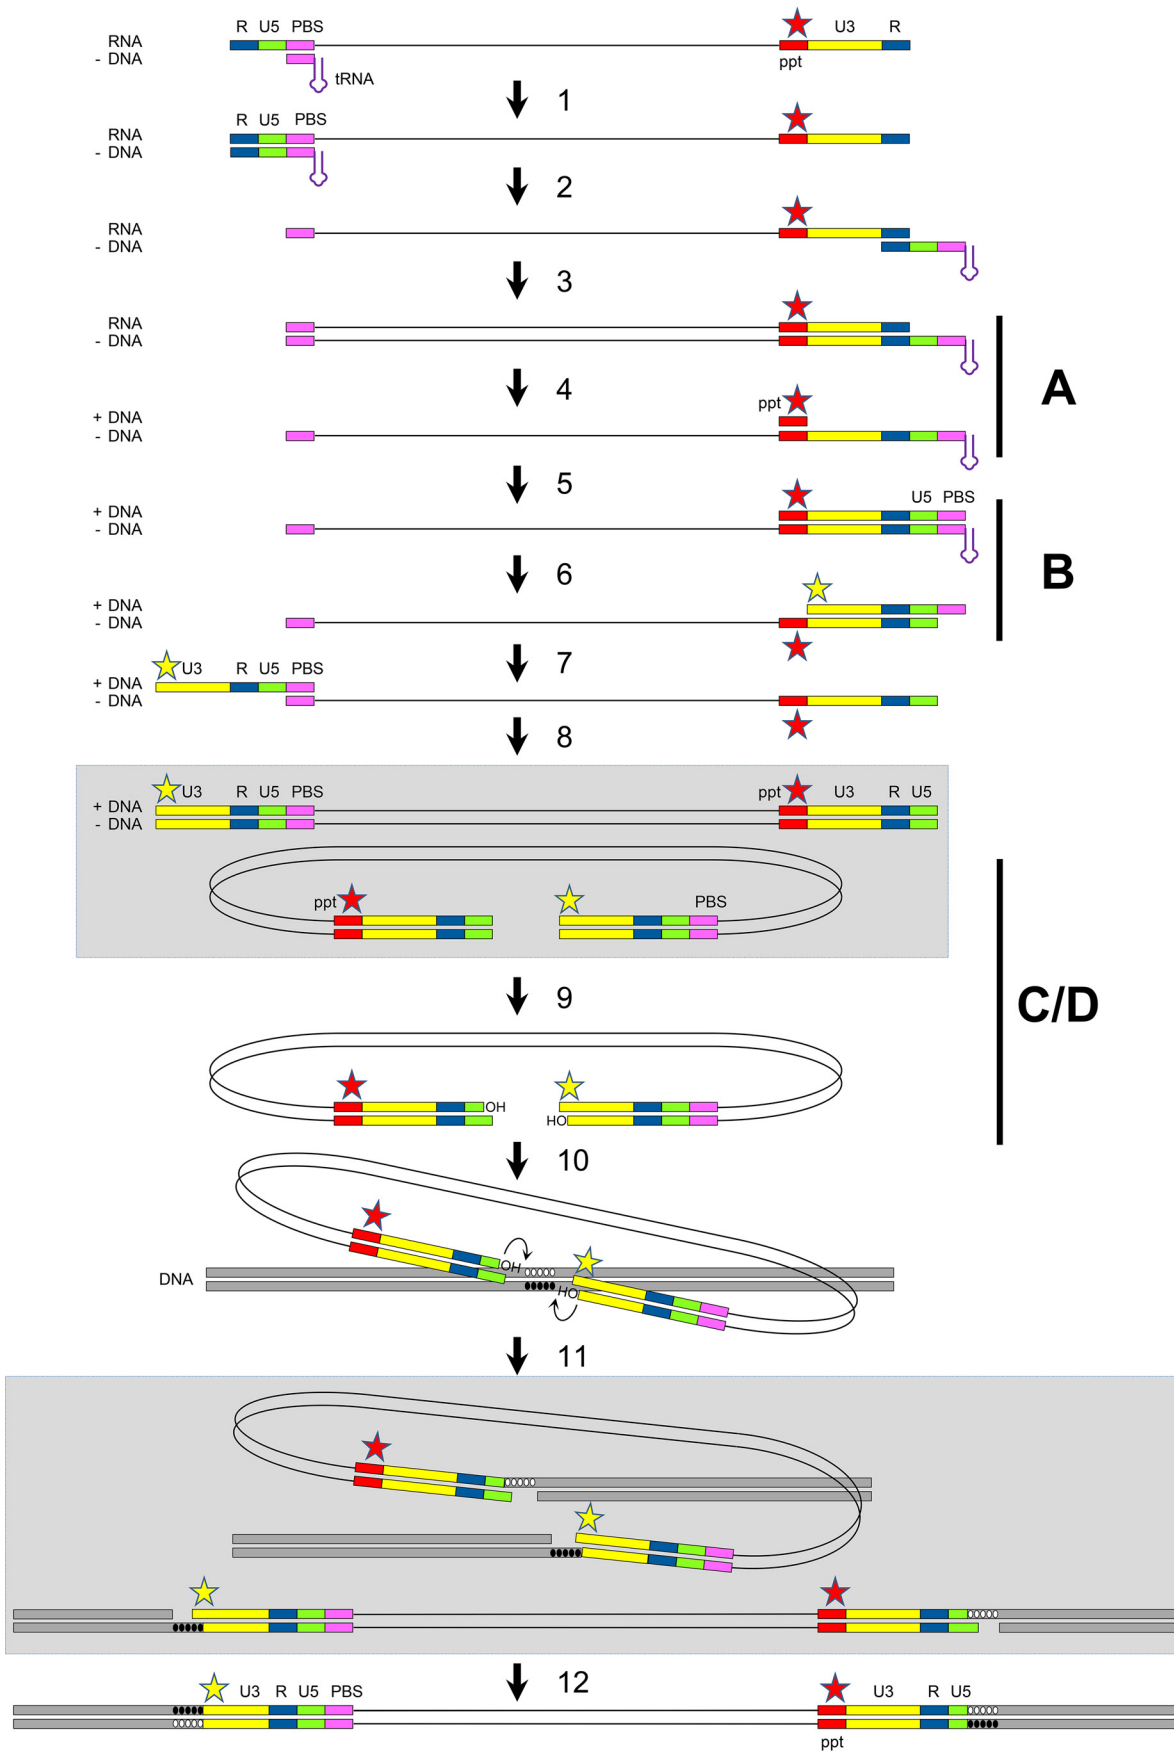 R U5 PBS U3 R
RNA
- DNA
ppt
tRNA
1
R U5 PBS
RNA
- DNA
2
RNA
- DNA
3
RNA
- DNA
A
4
ppt
+ DNA
- DNA
5
U5 PBS
+ DNA
- DNA
B
6
+ DNA
- DNA
7
U3 R U5 PBS
+ DNA
- DNA
8
U3 R U5 PBS ppt U3 R U5
+ DNA
- DNA
ppt PBS
9
C/D
OH
HO
10
OH
DNA
HO
11
12
U3 R U5 PBS U3 R U5
ppt